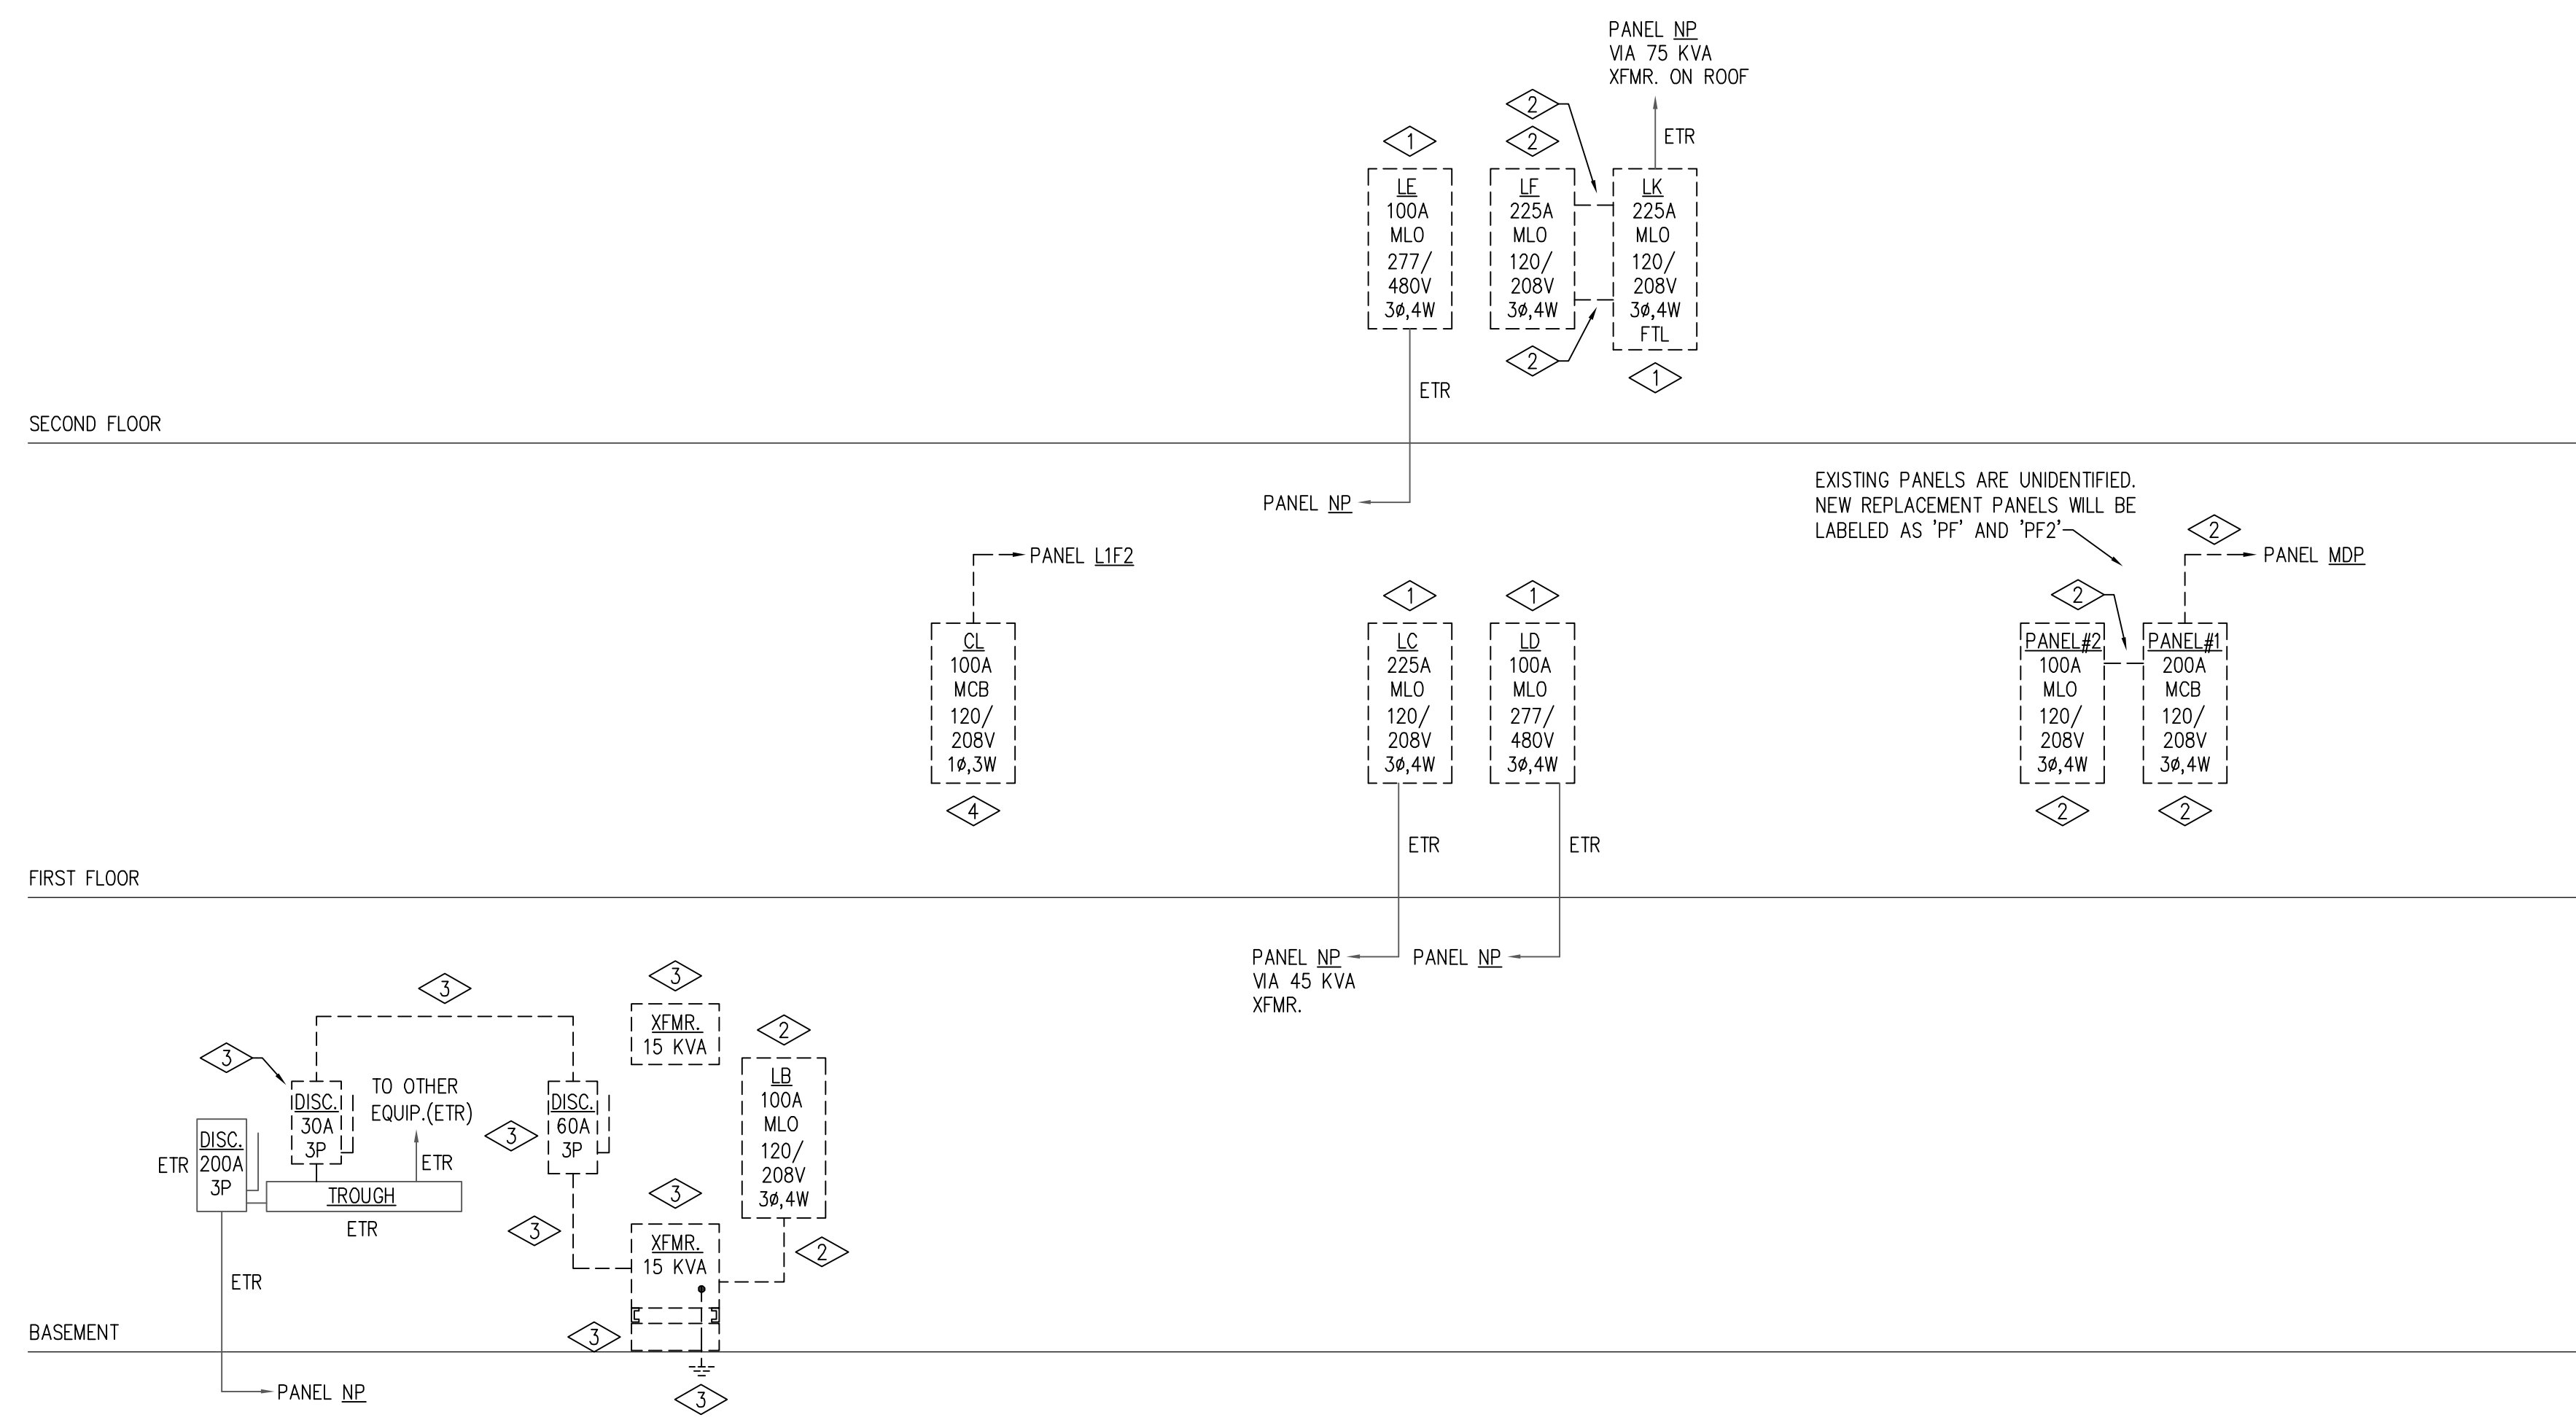 PANEL NP
VIA 75 KVA
XFMR. ON ROOF
ETR
2
2
1
LE
100A
MLO
277/
480V
3ø,4W
LF
225A
MLO
120/
208V
3ø,4W
LK
225A
MLO
120/
208V
3ø,4W
FTL
2
1
ETR
SECOND FLOOR
PANEL NP
EXISTING PANELS ARE UNIDENTIFIED.
NEW REPLACEMENT PANELS WILL BE
LABELED AS 'PF' AND 'PF2'
2
PANEL MDP
2
PANEL L1F2
1
1
CL
100A
MCB
120/
208V
1ø,3W
4
LC
225A
MLO
120/
208V
3ø,4W
LD
100A
MLO
277/
480V
3ø,4W
PANEL#2
100A
MLO
120/
208V
3ø,4W
2
PANEL#1
200A
MCB
120/
208V
3ø,4W
2
ETR
ETR
FIRST FLOOR
PANEL NP
VIA 45 KVA
XFMR.
PANEL NP
3
3
XFMR.
15 KVA
2
3
DISC.
30A
3P
TO OTHER
EQUIP.(ETR)
ETR
DISC.
60A
3P
3
LB
100A
MLO
120/
208V
3ø,4W
ETR
DISC.
200A
3P
TROUGH
ETR
3
3
XFMR.
15 KVA
2
ETR
3
BASEMENT
3
PANEL NP